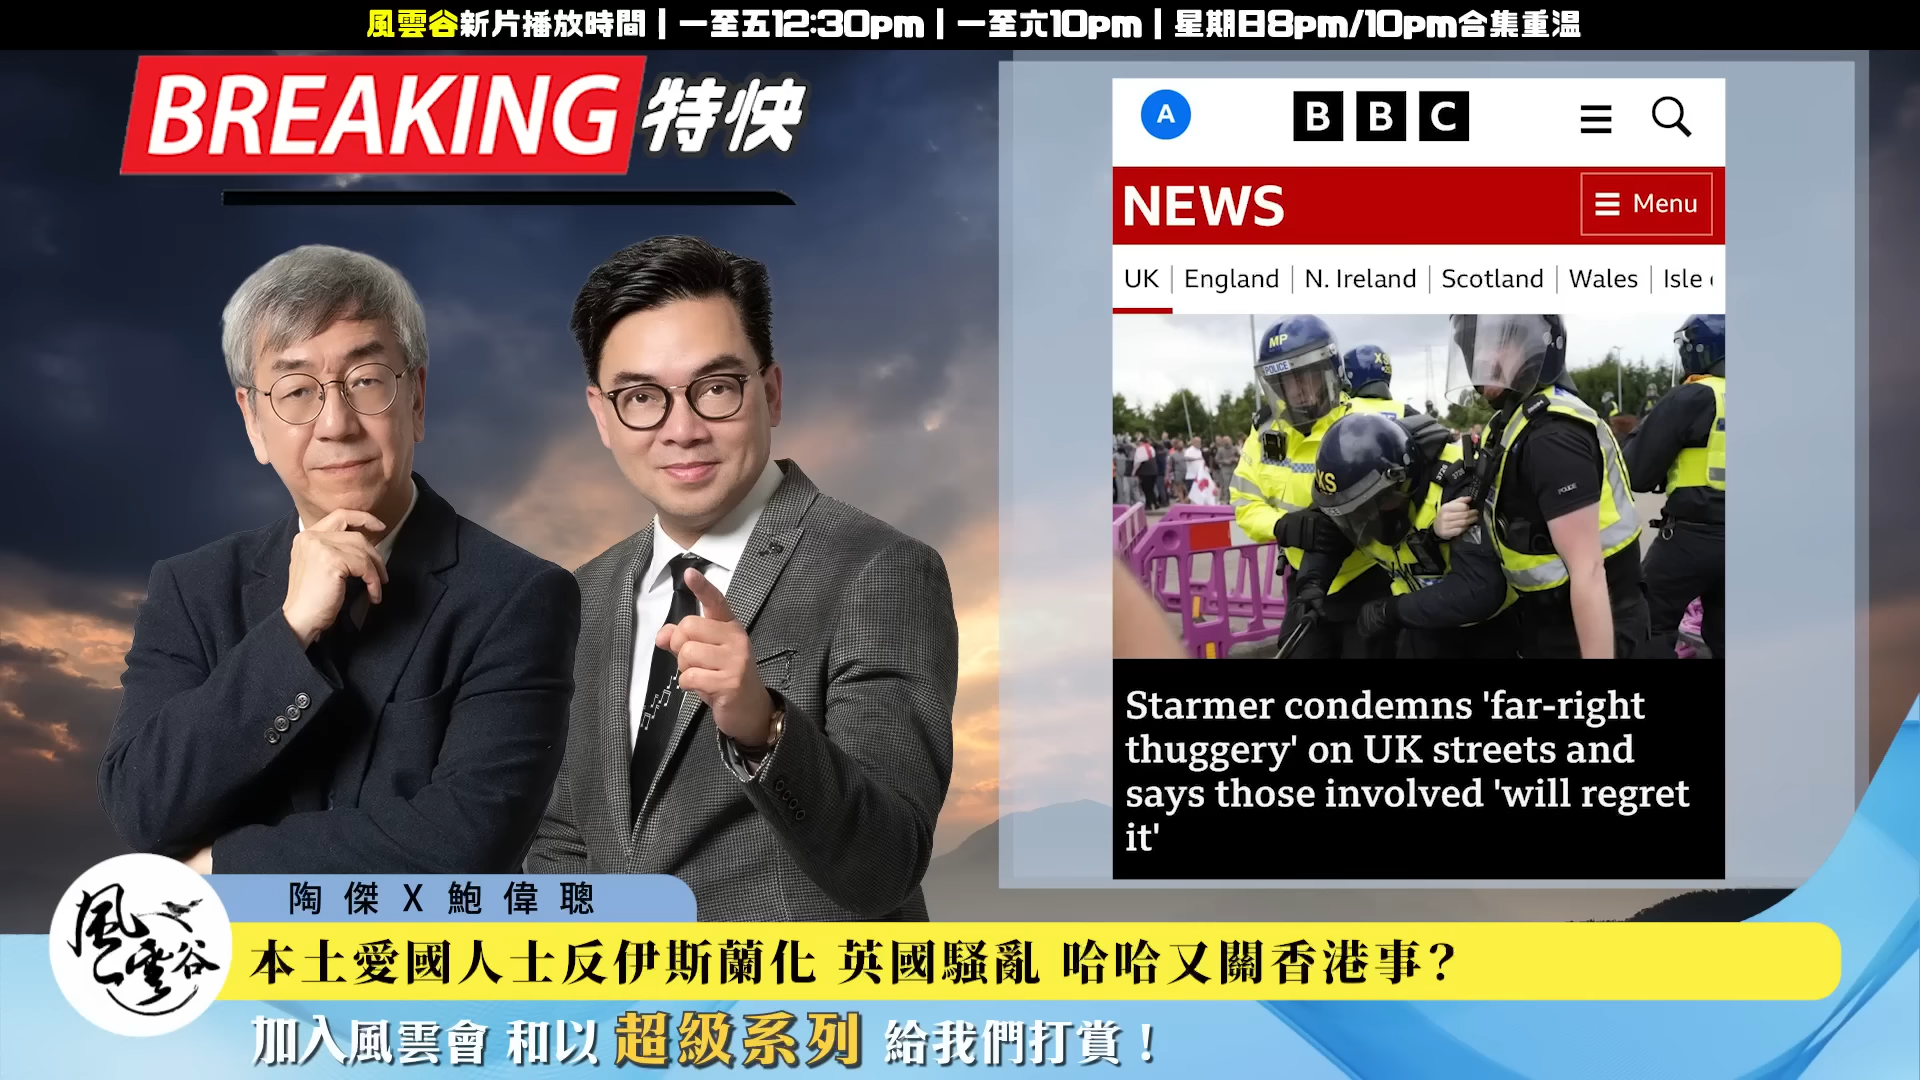 風雲谷新片播放時間 | 一至五12:30pm | 一至六10pm | 星期日8pm/10pm合集重溫
BREAKING 特快
A
BBC
NEWS
Menu
UK | England | N. Ireland | Scotland | Wales | Isle
MP
POLICE
XS
XS
POLICE
Starmer condemns 'far-right
thuggery' on UK streets and
says those involved 'will regret
it'
陶傑 X 鮑偉聰
風雲谷
本土愛國人士反伊斯蘭化 英國騷亂 哈哈又關香港事?
加入風雲會 和以 超級系列 給我們打賞!